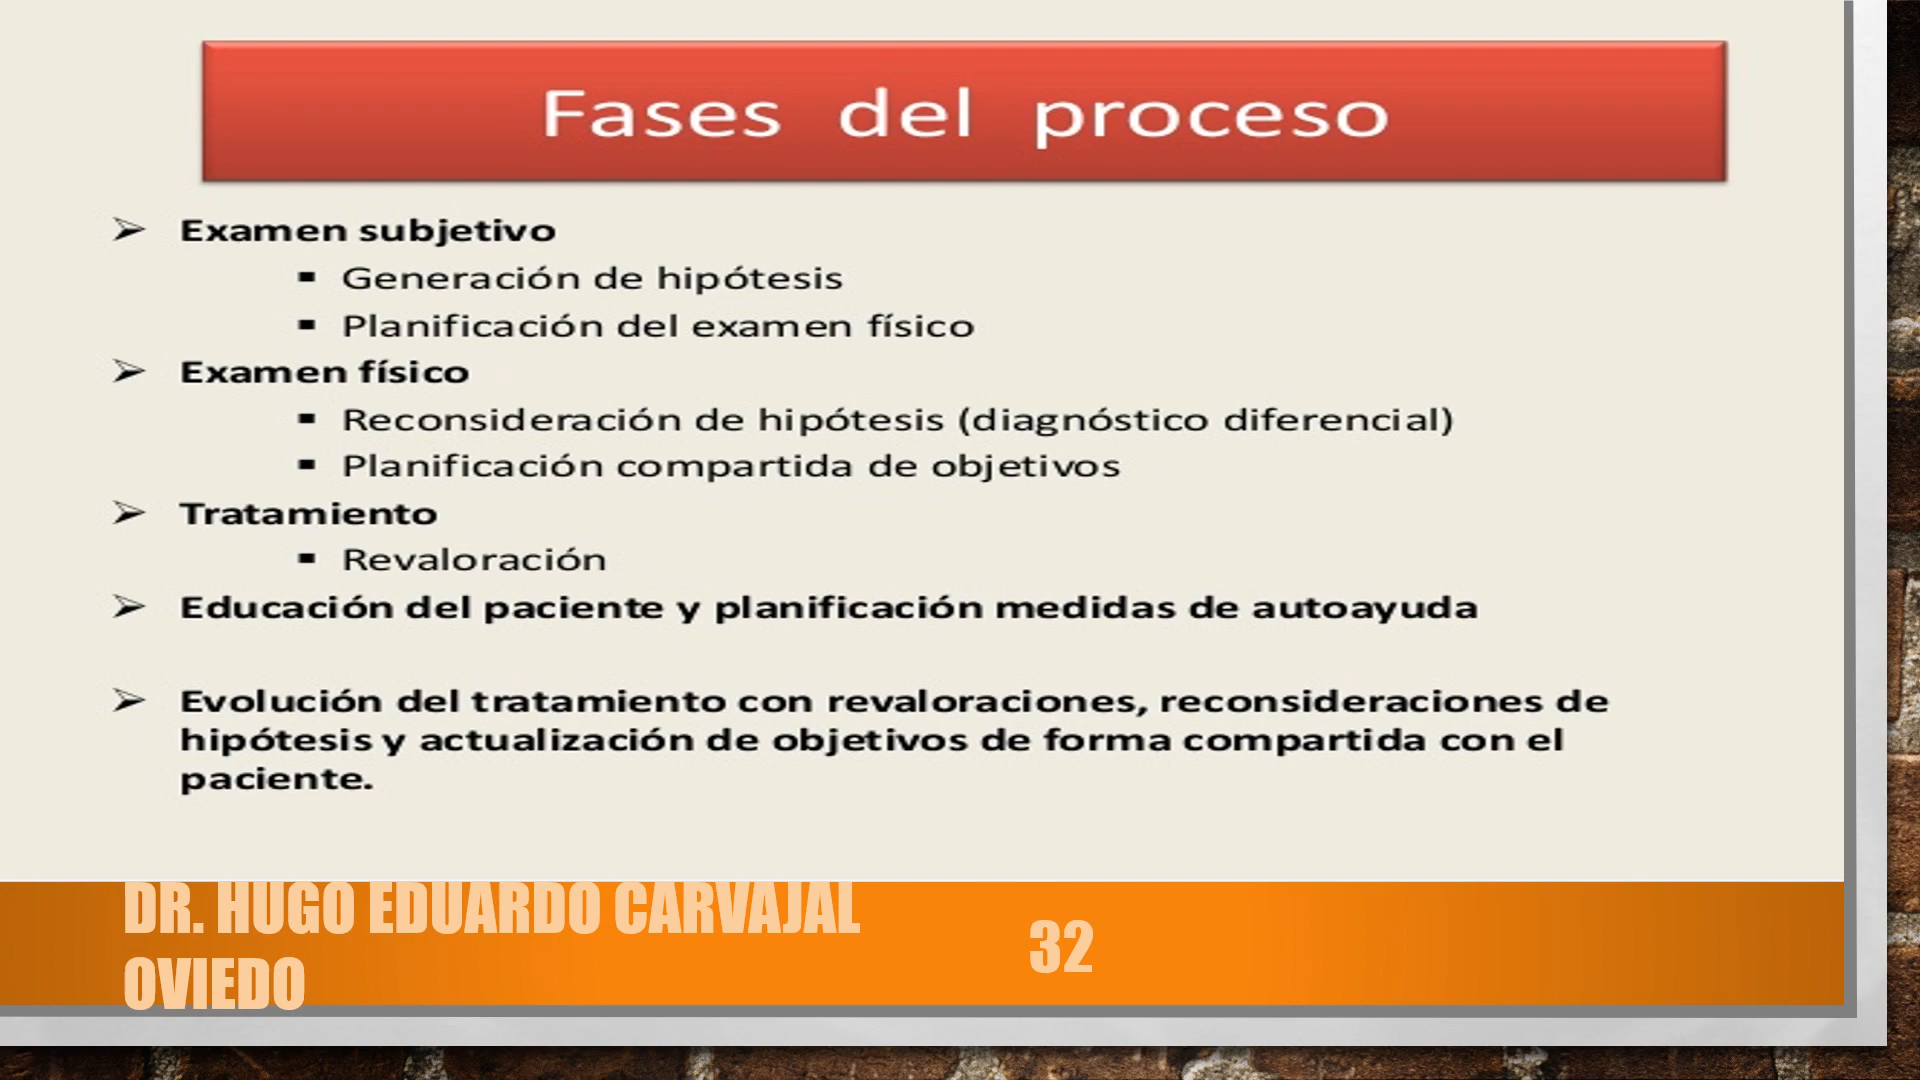 Fases del proceso
➢ Examen subjetivo
▪ Generación de hipótesis
▪ Planificación del examen físico
➢ Examen físico
▪ Reconsideración de hipótesis (diagnóstico diferencial)
▪ Planificación compartida de objetivos
➢ Tratamiento
▪ Revaloración
➢ Educación del paciente y planificación medidas de autoayuda
➢ Evolución del tratamiento con revaloraciones, reconsideraciones de
hipótesis y actualización de objetivos de forma compartida con el
paciente.
DR. HUGO EDUARDO CARVAJAL
OVIEDO
32